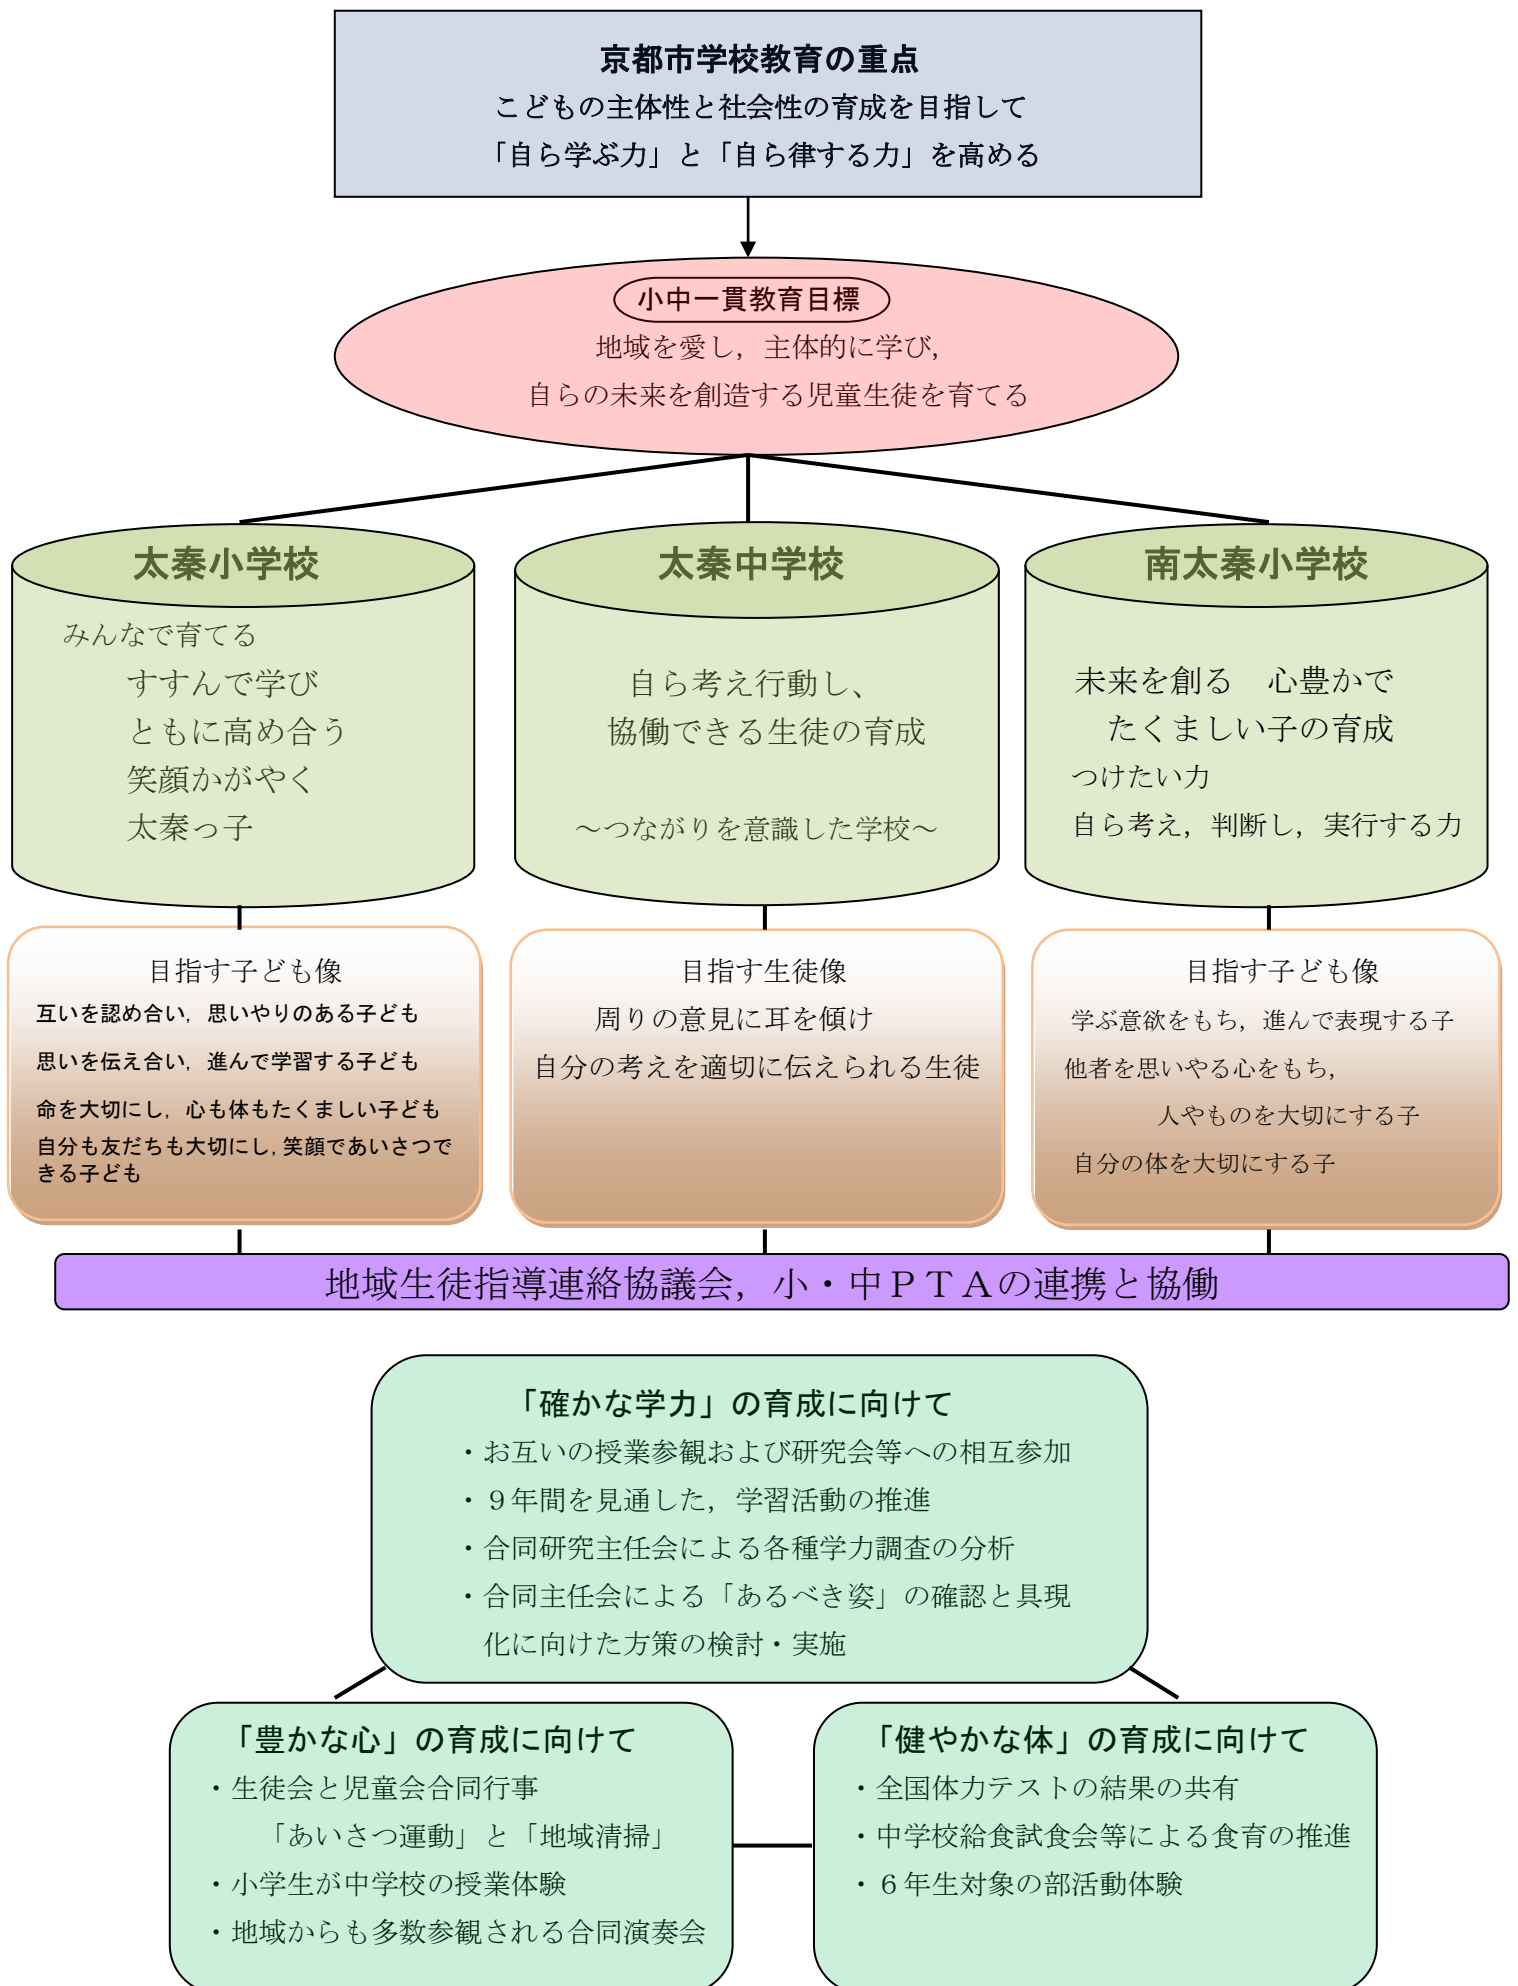 京都市学校教育の重点
こどもの主体性と社会性の育成を目指して
「自ら学ぶ力」と「自ら律する力」を高める
小中一貫教育目標
地域を愛し，主体的に学び，
自らの未来を創造する児童生徒を育てる
太秦小学校
みんなで育てる
すすんで学び
ともに高め合う
笑顔かがやく
太秦っ子
太秦中学校
自ら考え行動し、
協働できる生徒の育成
～つながりを意識した学校～
南太秦小学校
未来を創る　心豊かで
たくましい子の育成
つけたい力
自ら考え，判断し，実行する力
目指す子ども像
互いを認め合い，思いやりのある子ども
思いを伝え合い，進んで学習する子ども
命を大切にし，心も体もたくましい子ども
自分も友だちも大切にし，笑顔であいさつで
きる子ども
目指す生徒像
周りの意見に耳を傾け
自分の考えを適切に伝えられる生徒
目指す子ども像
学ぶ意欲をもち，進んで表現する子
他者を思いやる心をもち，
人やものを大切にする子
自分の体を大切にする子
地域生徒指導連絡協議会，小・中ＰＴＡの連携と協働
「確かな学力」の育成に向けて
・お互いの授業参観および研究会等への相互参加
・９年間を見通した，学習活動の推進
・合同研究主任会による各種学力調査の分析
・合同主任会による「あるべき姿」の確認と具現
化に向けた方策の検討・実施
「豊かな心」の育成に向けて
・生徒会と児童会合同行事
「あいさつ運動」と「地域清掃」
・小学生が中学校の授業体験
・地域からも多数参観される合同演奏会
「健やかな体」の育成に向けて
・全国体力テストの結果の共有
・中学校給食試食会等による食育の推進
・６年生対象の部活動体験